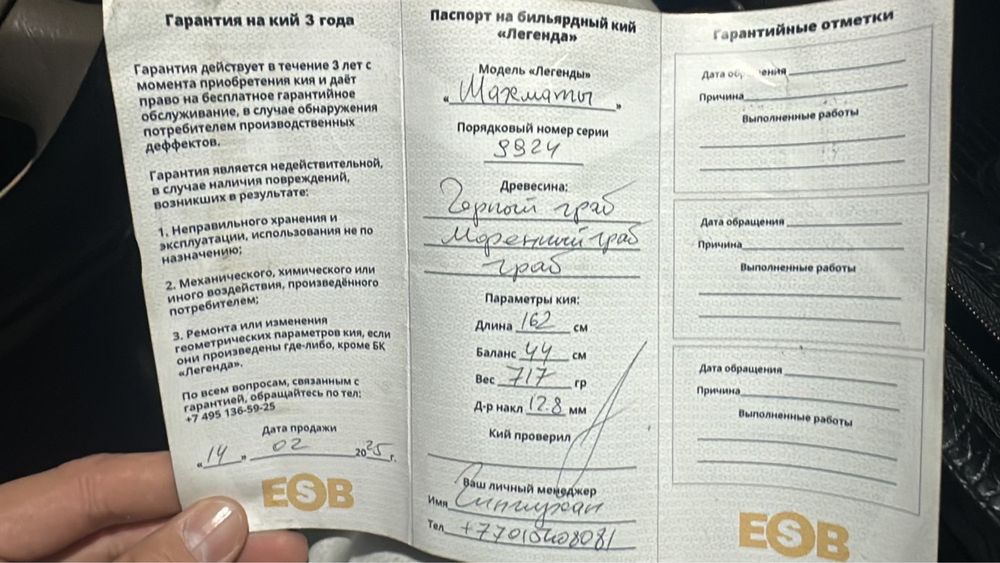 Гарантия на кий 3 года
Гарантия действует в течение 3 лет с
момента приобретения кия и даёт
право на бесплатное гарантийное
обслуживание, в случае обнаружения
потребителем производственных
деффектов.
Гарантия является недействительной,
в случае наличия повреждений,
возникших в результате:
1. Неправильного хранения и
эксплуатации, использования не по
назначению;
2. Механического, химического или
иного воздействия, произведённого
потребителем;
3. Ремонта или изменения
геометрических параметров кия, если
они произведены где-либо, кроме БК
«Легенда».
По всем вопросам, связанным с
гарантией, обращайтесь по тел:
+7 495 136-59-25
Дата продажи
«14» 02 2025 г.
ESB
Паспорт на бильярдный кий
«Легенда»
Модель «Легенды»
«Шахматы»
Порядковый номер серии
9924
Древесина:
Черный граб
Мореный граб
граб
Параметры кия:
Длина 162 см
Баланс 44 см
Вес 717 гр
Д-р накл 12.8 мм
Кий проверил
Ваш личный менеджер
Имя
Тел +77015408081
Гарантийные отметки
Дата обращения
Причина
Выполненные работы
Дата обращения
Причина
Выполненные работы
Дата обращения
Причина
Выполненные работы
ESB